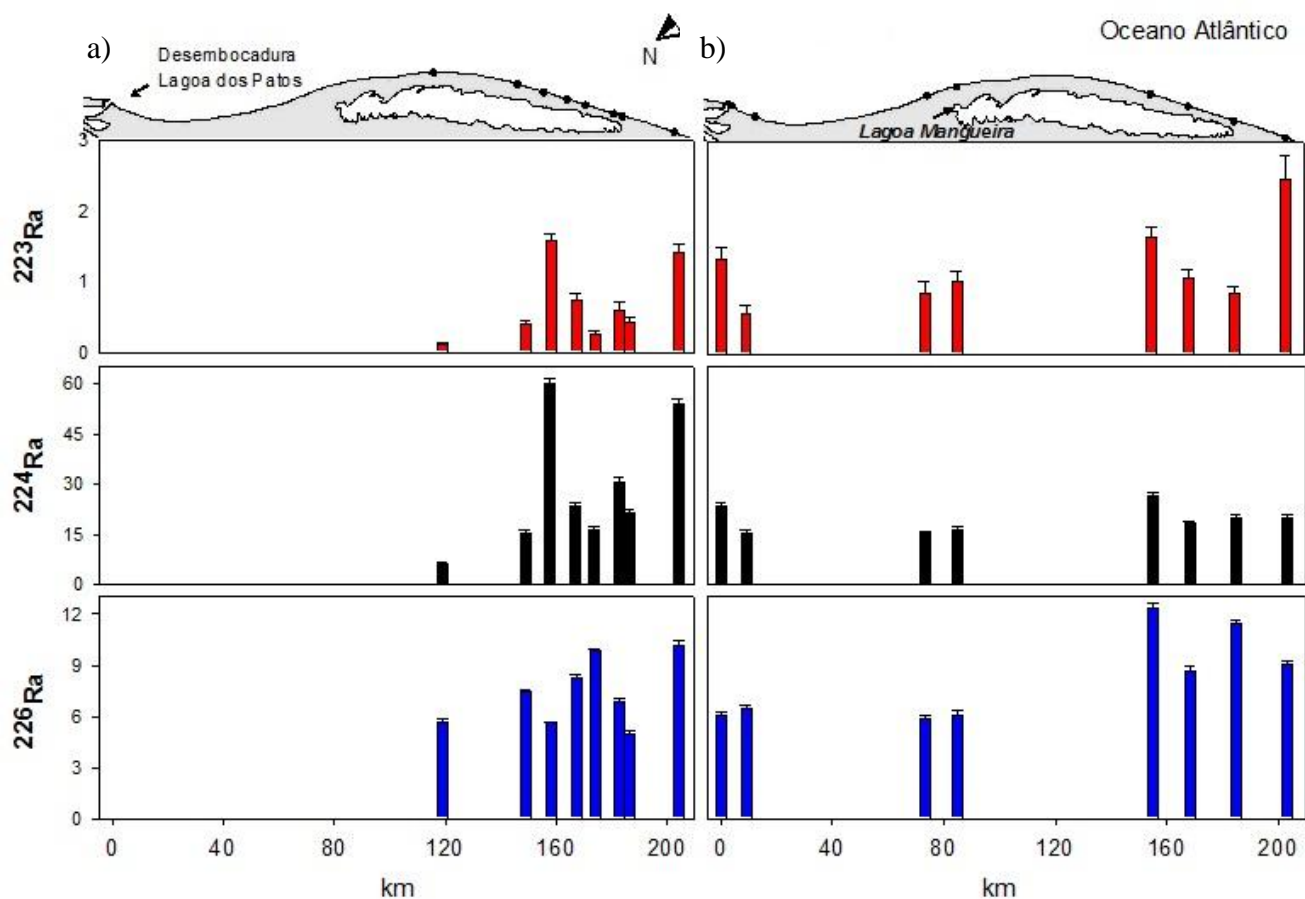 a)
Desembocadura
Lagoa dos Patos
N
b)
Oceano Atlântico
Lagoa Mangueira
3
2
1
0
223Ra
60
45
30
15
0
224Ra
12
9
6
3
0
226Ra
0 40 80 120 160 200
km
0 40 80 120 160 200
km